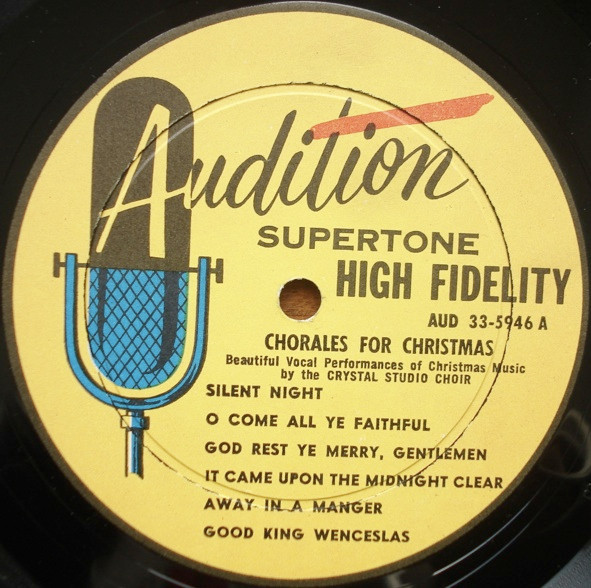 Audition
SUPERTONE
HIGH FIDELITY
AUD 33-5946 A
CHORALES FOR CHRISTMAS
Beautiful Vocal Performances of Christmas Music
by the CRYSTAL STUDIO CHOIR
SILENT NIGHT
O COME ALL YE FAITHFUL
GOD REST YE MERRY, GENTLEMEN
IT CAME UPON THE MIDNIGHT CLEAR
AWAY IN A MANGER
GOOD KING WENCESLAS